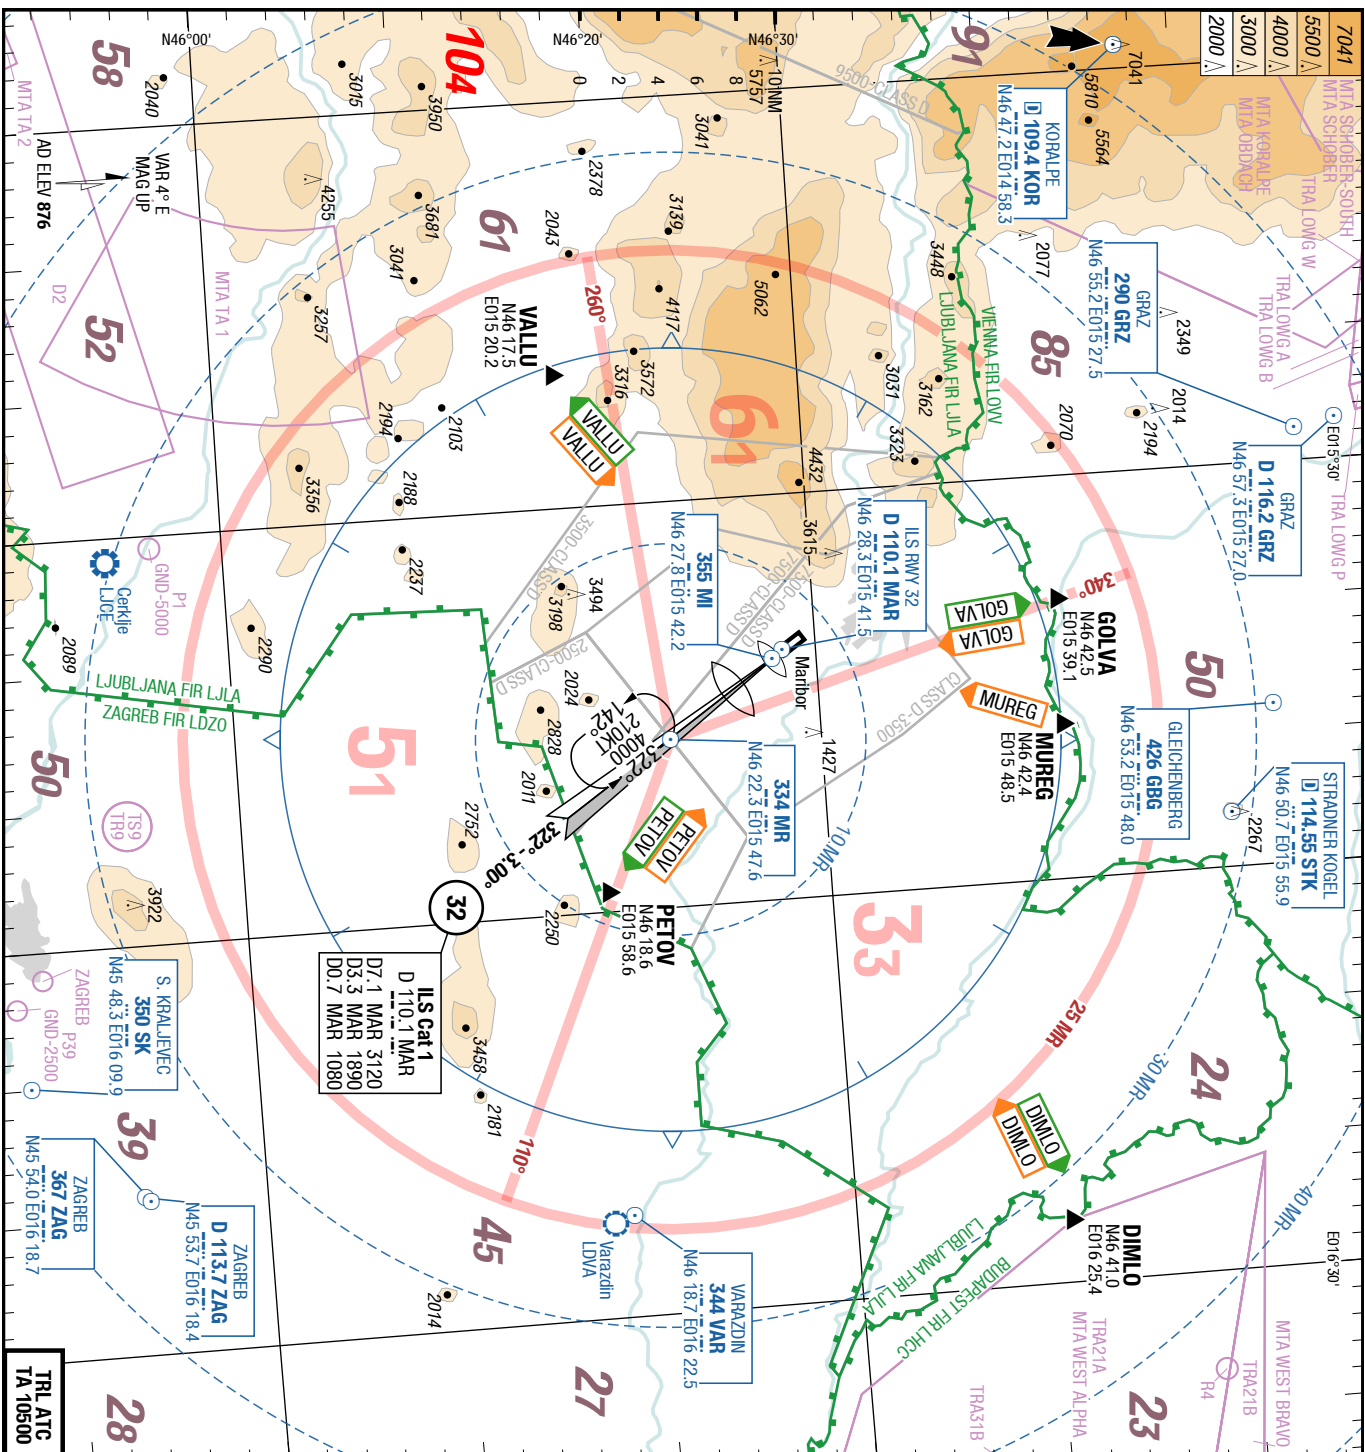 7041
5500
4000
3000
2000
MTA SCHOBER-SOUTH
MTA SCHOBER
TRA LOWG W
MTA KORALPE
MTA OBDACH
TRA LOWG A
TRA LOWG B
E015°30'
TRA LOWG P
E016°30'
MTA WEST BRAVO
TRA21B
R4
TRA21A
MTA WEST ALPHA
TRA31B
91
7041
5810
5564
KORALPE
D 109.4 KOR
N46 47.2 E014 58.3
2077
GRAZ
290 GRZ
N46 55.2 E015 27.5
2349
2014
2794
2070
85
GRAZ
D 116.2 GRZ
N46 57.3 E015 27.0
50
GLEICHENBERG
426 GBG
N46 53.2 E015 48.0
STRADNER KOGEL
D 114.55 STK
N46 50.7 E015 55.9
2267
24
23
30 MR
40 MR
25 MR
10 MR
DIMLO
N46 41.0
E016 25.4
DIMLO
DIMLO
LJUBLJANA FIR LJLA
BUDAPEST FIR LHCC
VIENNA FIR LOVV
LJUBLJANA FIR LJLA
340°
GOLVA
N46 42.5
E015 39.1
GOLVA
GOLVA
MUREG
N46 42.4
E015 48.5
MUREG
9500-CLASS D
3448
3031
3162
3323
CLASS D-3500
33
N46°30'
10 NM
8
6
4
2
0
5757
3041
5062
61
4432
3615
7500-CLASS D
7500-CLASS D
ILS RWY 32
D 110.1 MAR
N46 28.3 E015 41.5
355 MI
N46 27.8 E015 42.2
Maribor
1427
334 MR
N46 22.3 E015 47.6
N46°20'
2378
3139
2043
4117
260°
3572
3316
VALLU
N46 17.5
E015 20.2
VALLU
VALLU
3500-CLASS D
2500-CLASS D
3494
3198
2024
2828
2011
142°
210KT
4000
322°
322° - 3.00°
PETOV
PETOV
PETOV
N46 18.6
E015 58.6
2250
2752
32
ILS Cat 1
D 110.1 MAR
D7.1 MAR 3120
D3.3 MAR 1890
D0.7 MAR 1080
3458
2181
110°
45
VARAZDIN
344 VAR
N46 18.7 E016 22.5
Varazdin
LDVA
2014
27
104
61
3015
3950
3681
3041
3257
4255
2040
58
N46°00'
MTA TA 2
VAR 4° E
MAG UP
AD ELEV 876
MTA TA 1
D2
52
2103
2194
2188
2237
3356
2290
51
P1
GND-5000
Cerklje
LJCE
2089
LJUBLJANA FIR LJLA
ZAGREB FIR LDZO
50
TS9
TR9
3922
S. KRALJEVEC
350 SK
N45 48.3 E016 09.9
ZAGREB
P39
GND-2500
39
ZAGREB
367 ZAG
N45 54.0 E016 18.7
ZAGREB
D 113.7 ZAG
N45 53.7 E016 18.4
28
TRL ATC
TA 10500